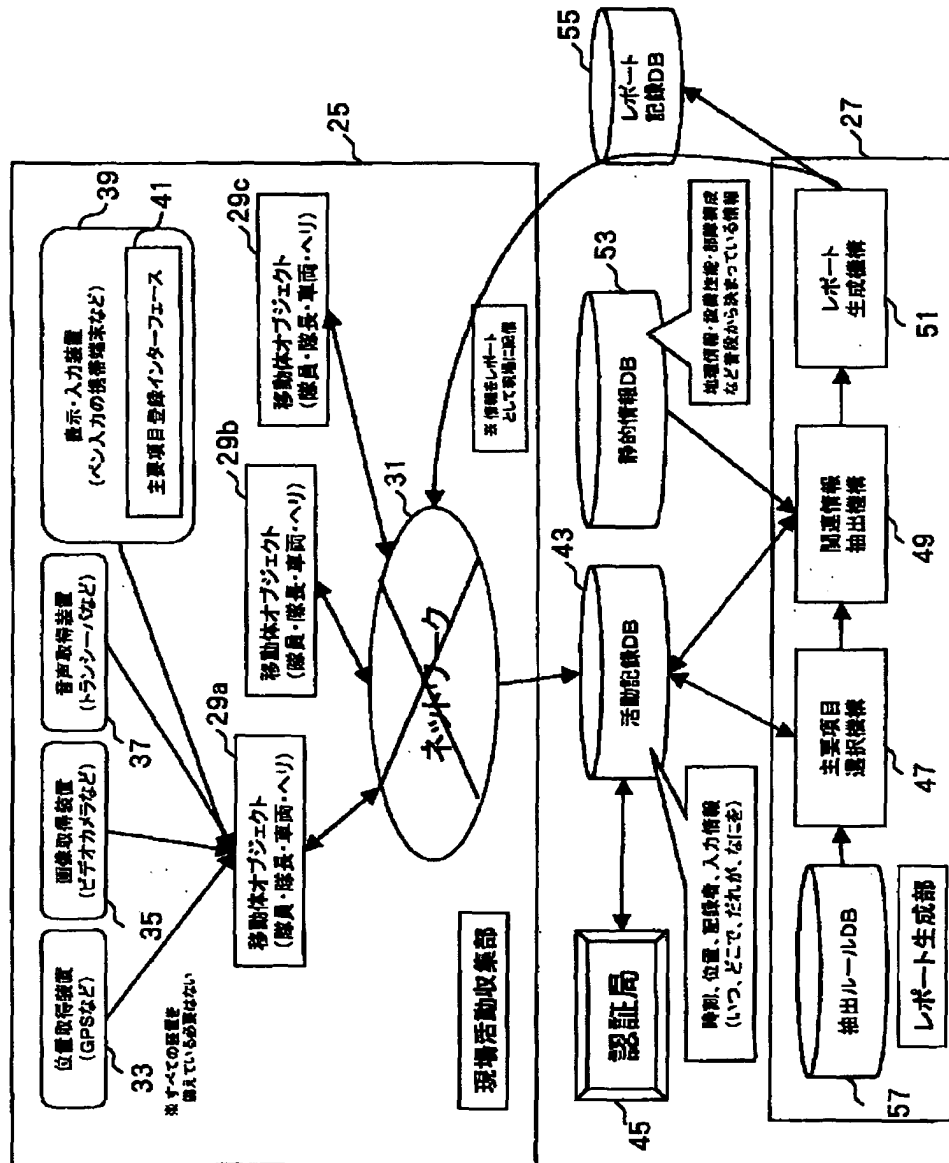 位置取得装置
(GPSなど)
33
画像取得装置
(ビデオカメラなど)
35
音声取得装置
(トランシーバなど)
37
表示・入力装置
(ペン入力の携帯端末など)
39
主要項目登録インターフェース
41
※すべての装置を
備えている必要はない
移動体オブジェクト
(隊員・隊長・車両・ヘリ)
29a
移動体オブジェクト
(隊員・隊長・車両・ヘリ)
29b
移動体オブジェクト
(隊員・隊長・車両・ヘリ)
29c
25
現場活動収集部
ネットワーク
31
※情報をレポート
として現場に配信
認証局
45
活動記録DB
43
時刻、位置、記録者、入力情報
(いつ、どこで、だれが、なにを)
静的情報DB
53
地理情報・設備性能・部隊構成
など普段から決まっている情報
レポート
記録DB
55
27
抽出ルールDB
57
レポート生成部
主要項目
選択機構
47
関連情報
抽出機構
49
レポート
生成機構
51